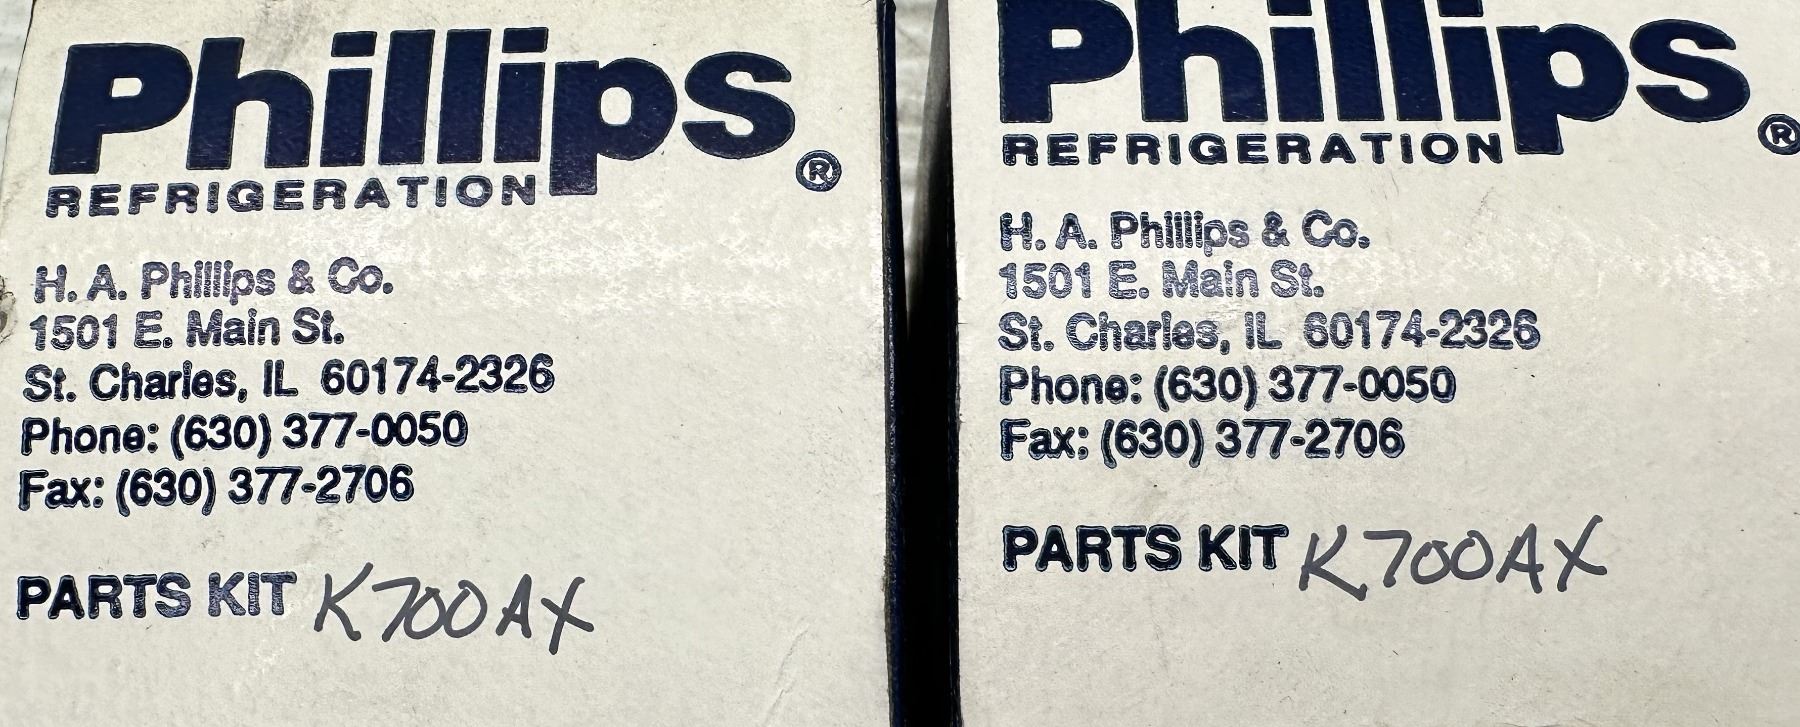 Phillips®
REFRIGERATION
H. A. Phillips & Co.
1501 E. Main St.
St. Charles, IL 60174-2326
Phone: (630) 377-0050
Fax: (630) 377-2706
PARTS KIT K700AX
Phillips®
REFRIGERATION
H. A. Phillips & Co.
1501 E. Main St.
St. Charles, IL 60174-2326
Phone: (630) 377-0050
Fax: (630) 377-2706
PARTS KIT K700AX